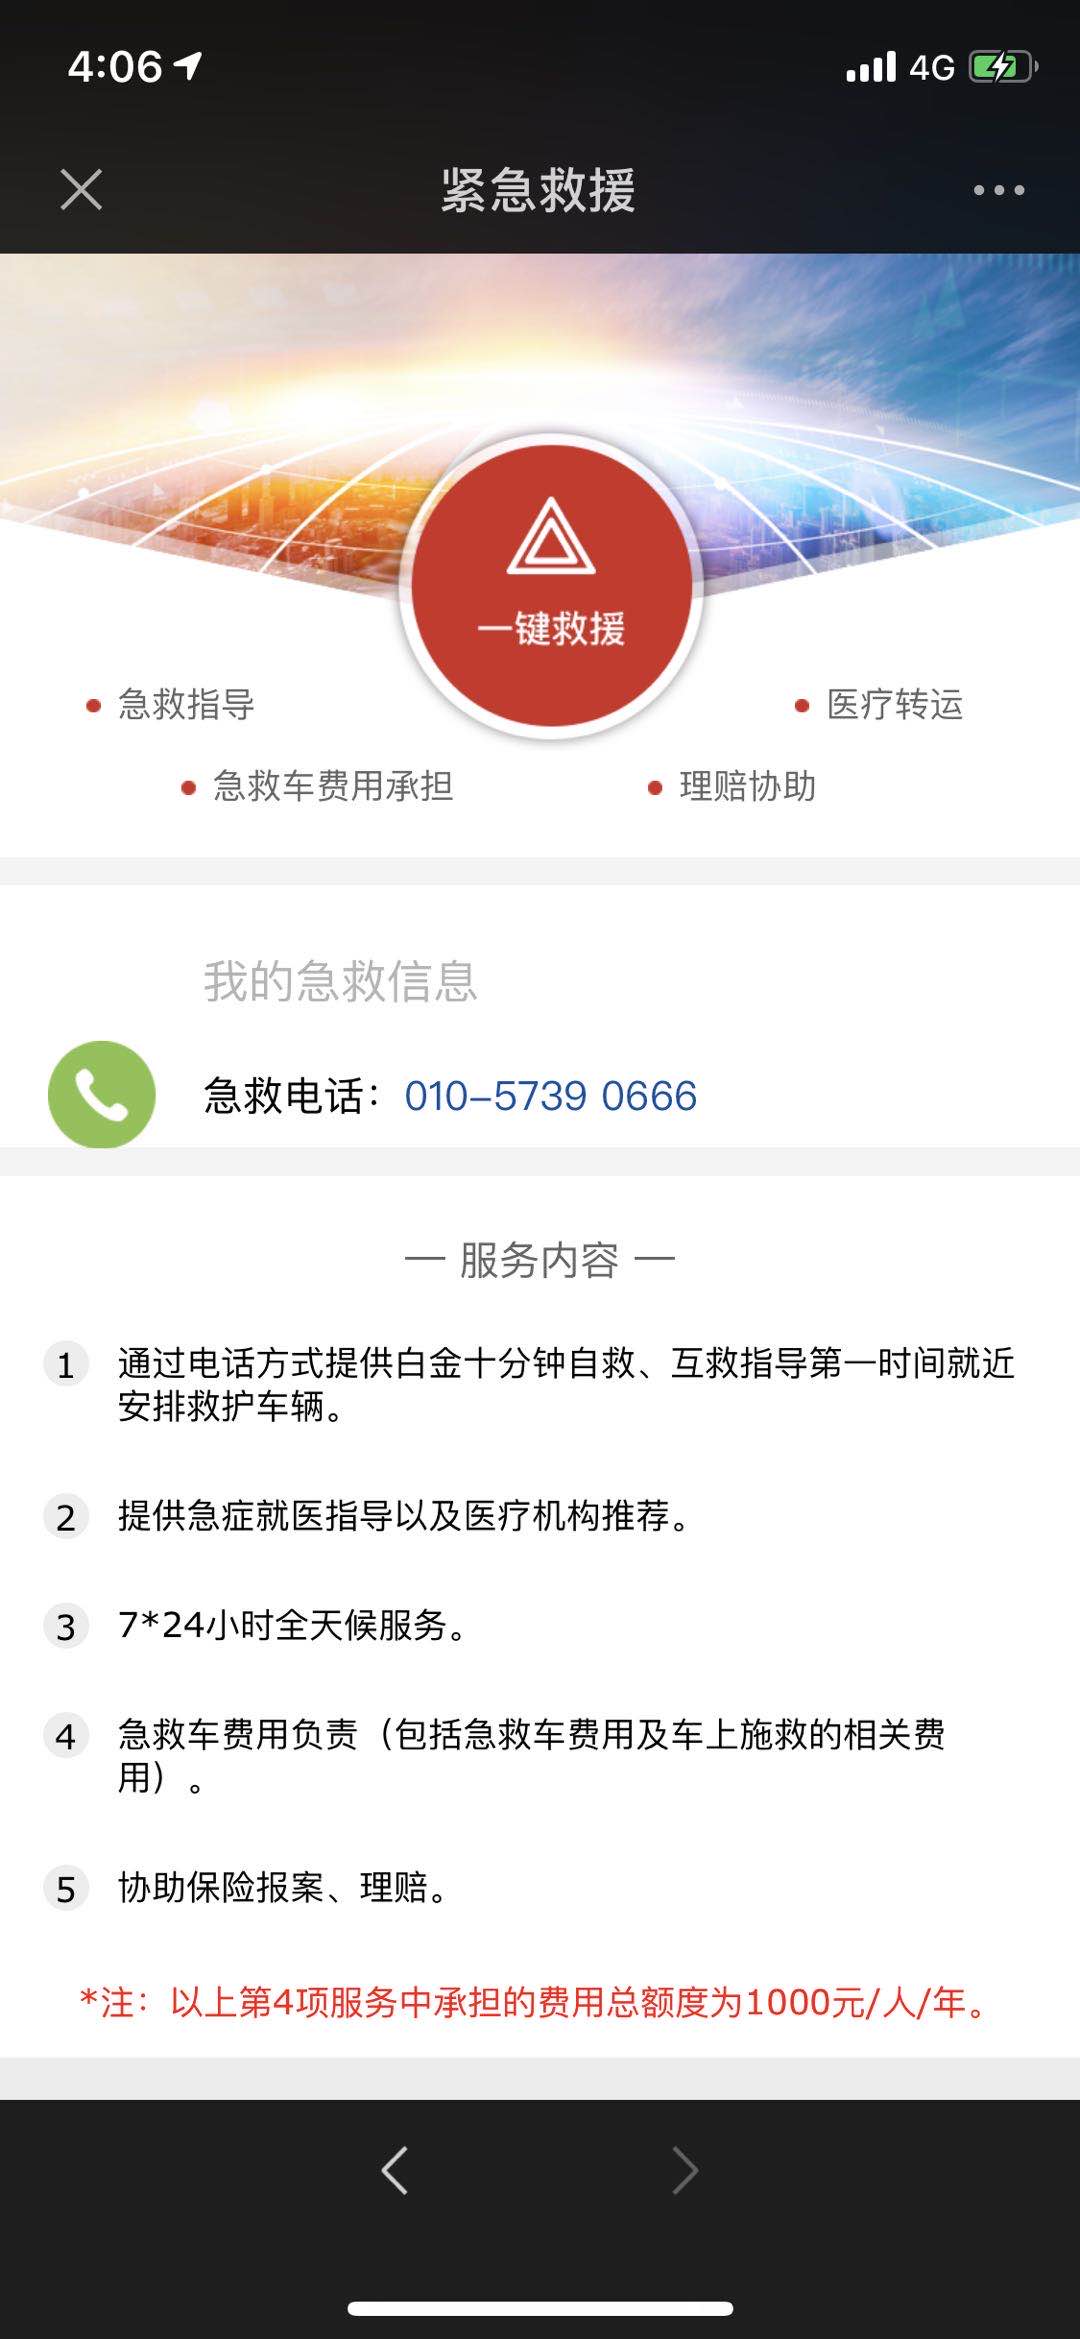 4:06
4G
紧急救援
一键救援
急救指导
医疗转运
急救车费用承担
理赔协助
我的急救信息
急救电话：010-5739 0666
— 服务内容 —
1 通过电话方式提供白金十分钟自救、互救指导第一时间就近
安排救护车辆。
2 提供急症就医指导以及医疗机构推荐。
3 7*24小时全天候服务。
4 急救车费用负责（包括急救车费用及车上施救的相关费
用）。
5 协助保险报案、理赔。
*注：以上第4项服务中承担的费用总额度为1000元/人/年。